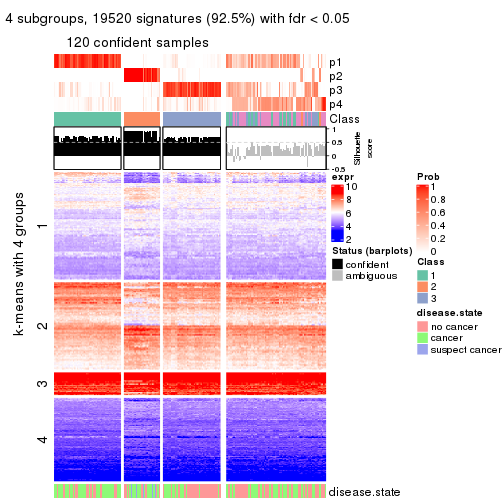 4 subgroups, 19520 signatures (92.5%) with fdr < 0.05
120 confident samples
p1
p2
p3
p4
Class
1
0.5
0
-0.5
Silhouette
score
k-means with 4 groups
1
2
3
4
expr
10
8
6
4
2
Status (barplots)
confident
ambiguous
Prob
1
0.8
0.6
0.4
0.2
0
Class
1
2
3
disease.state
no cancer
cancer
suspect cancer
disease.state